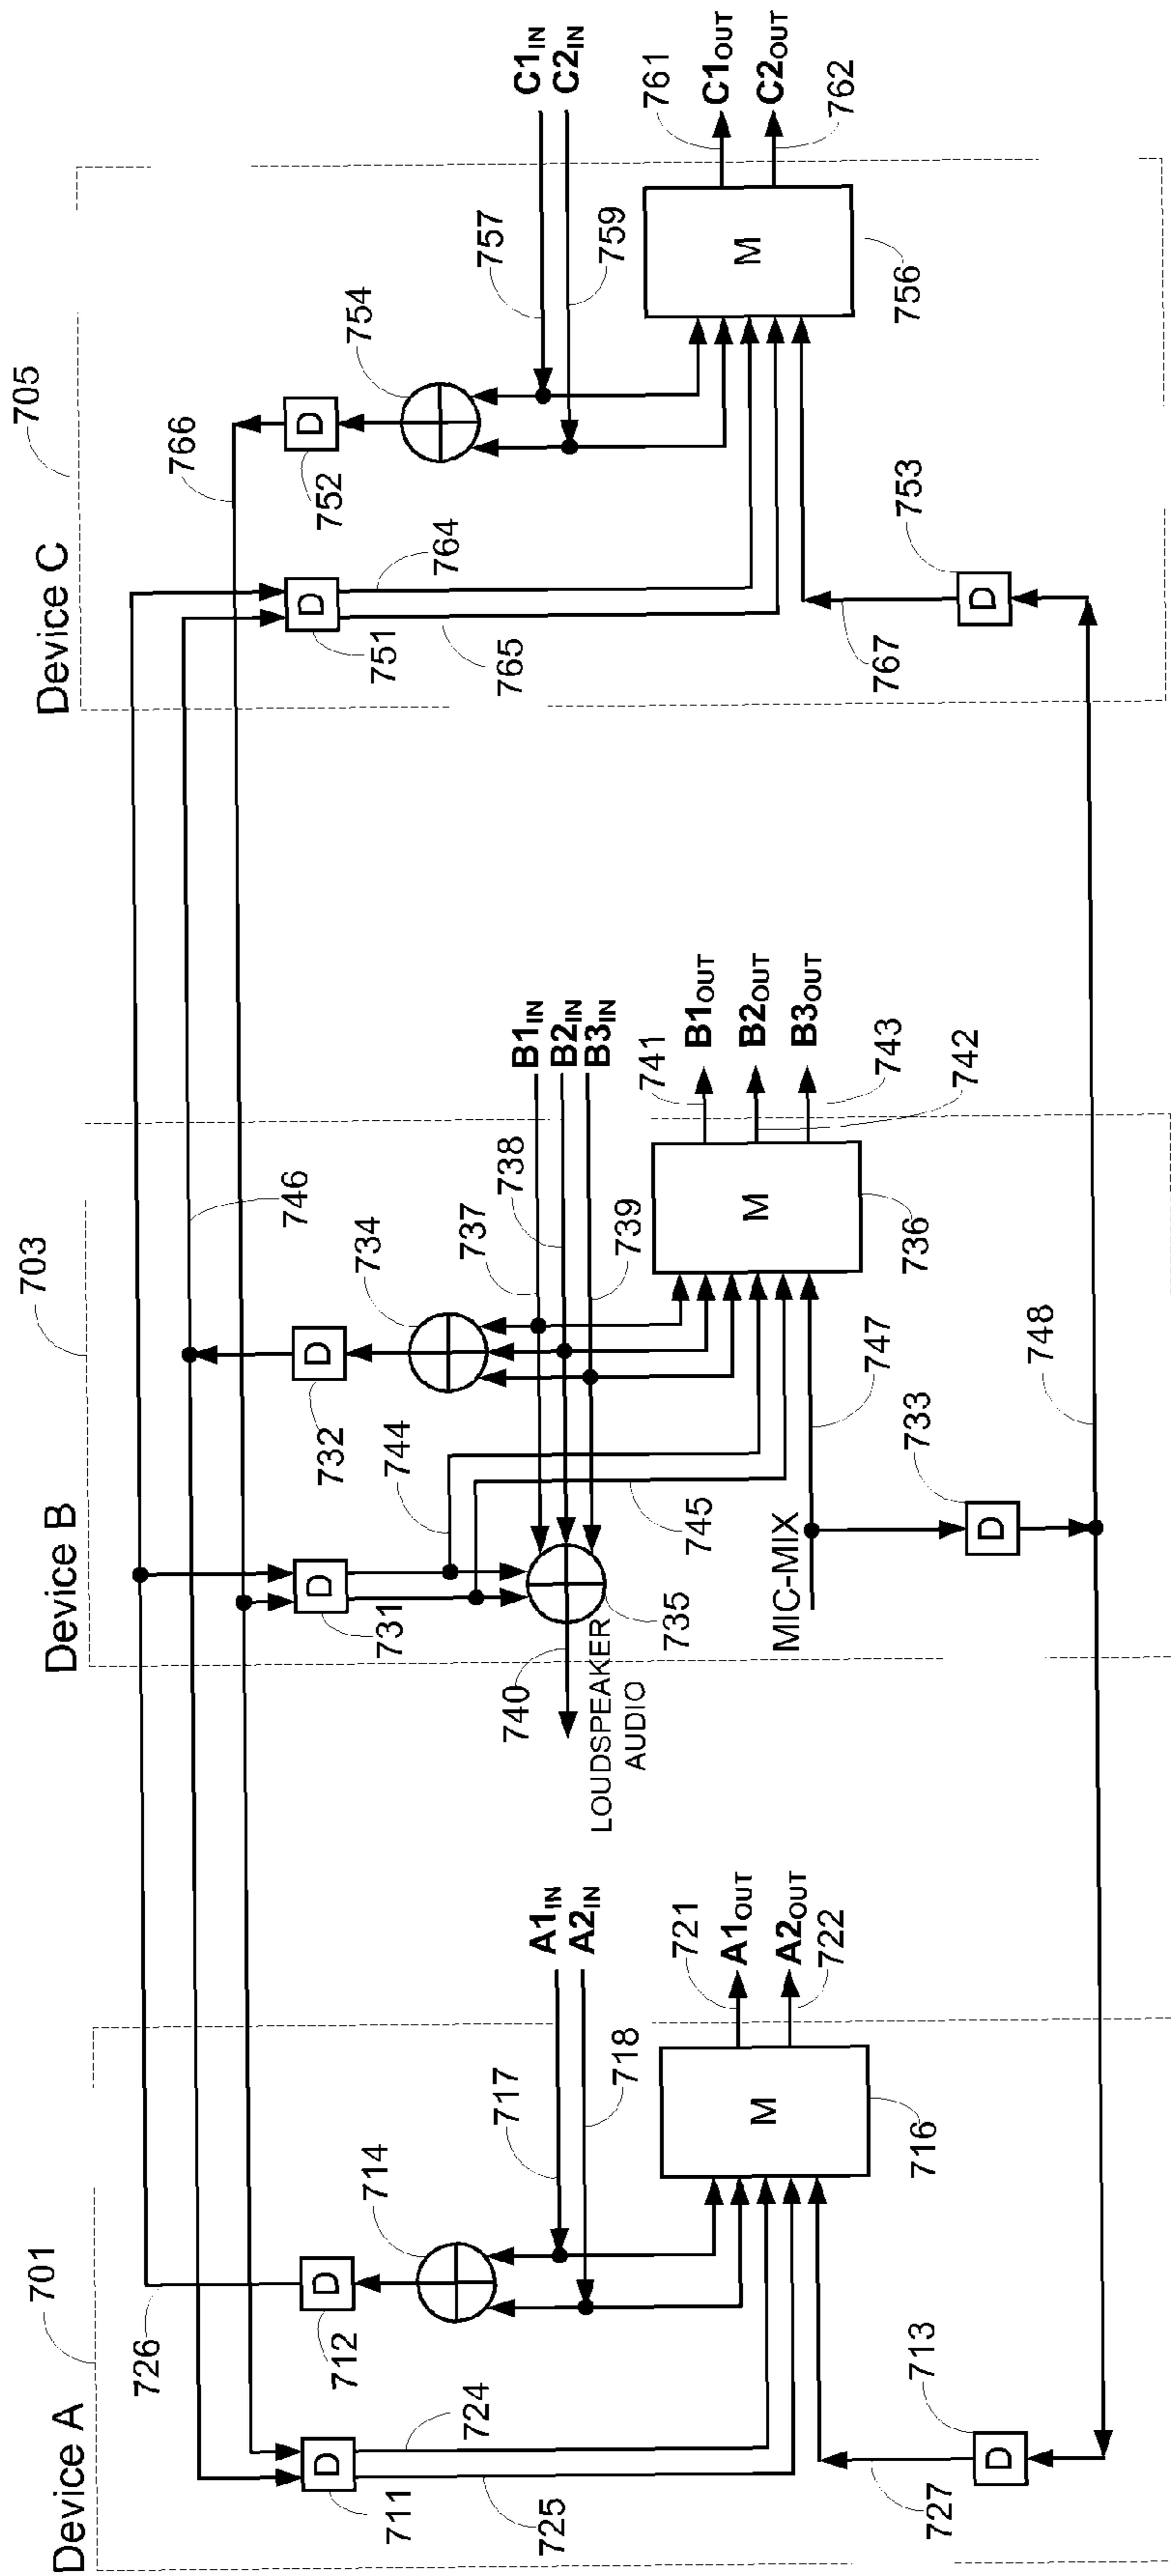 Device A
701
726
711
712
714
717
718
724
725
716
713
727
D
D
D
M
A1IN
A2IN
721
A1OUT
A2OUT
722
Device B
703
746
731
732
734
737
738
739
744
745
735
740
LOUDSPEAKER
AUDIO
736
MIC-MIX
747
733
748
D
D
D
M
B1IN
B2IN
B3IN
741
B1OUT
B2OUT
B3OUT
743
742
Device C
705
766
751
752
754
757
759
764
765
756
753
767
D
D
D
M
C1IN
C2IN
761
C1OUT
C2OUT
762